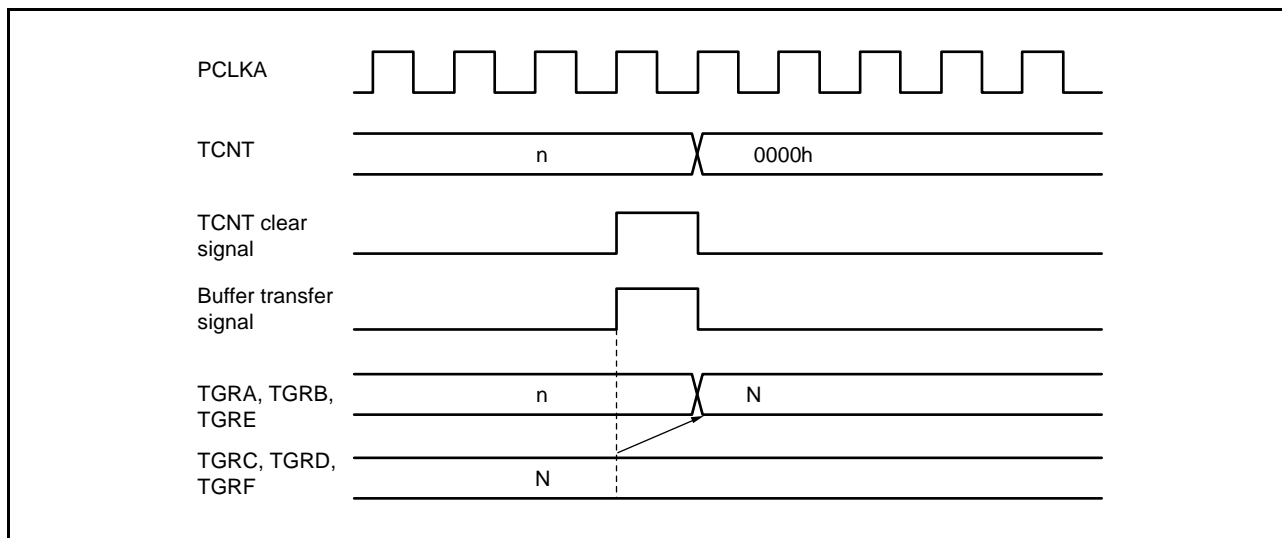 PCLKA
TCNT
n
0000h
TCNT clear
signal
Buffer transfer
signal
TGRA, TGRB,
TGRE
n
N
TGRC, TGRD,
TGRF
N